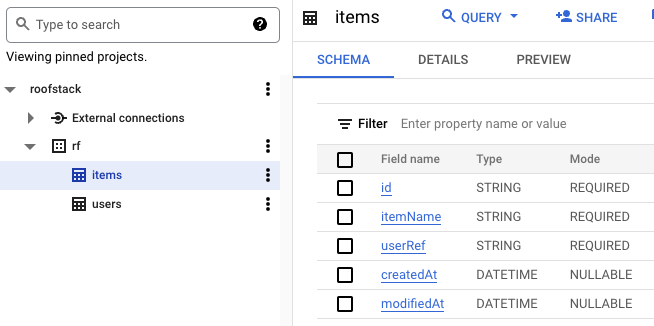 Type to search
Viewing pinned projects.
roofstack
External connections
rf
items
users
items QUERY SHARE
SCHEMA DETAILS PREVIEW
Filter Enter property name or value
Field name Type Mode
id STRING REQUIRED
itemName STRING REQUIRED
userRef STRING REQUIRED
createdAt DATETIME NULLABLE
modifiedAt DATETIME NULLABLE